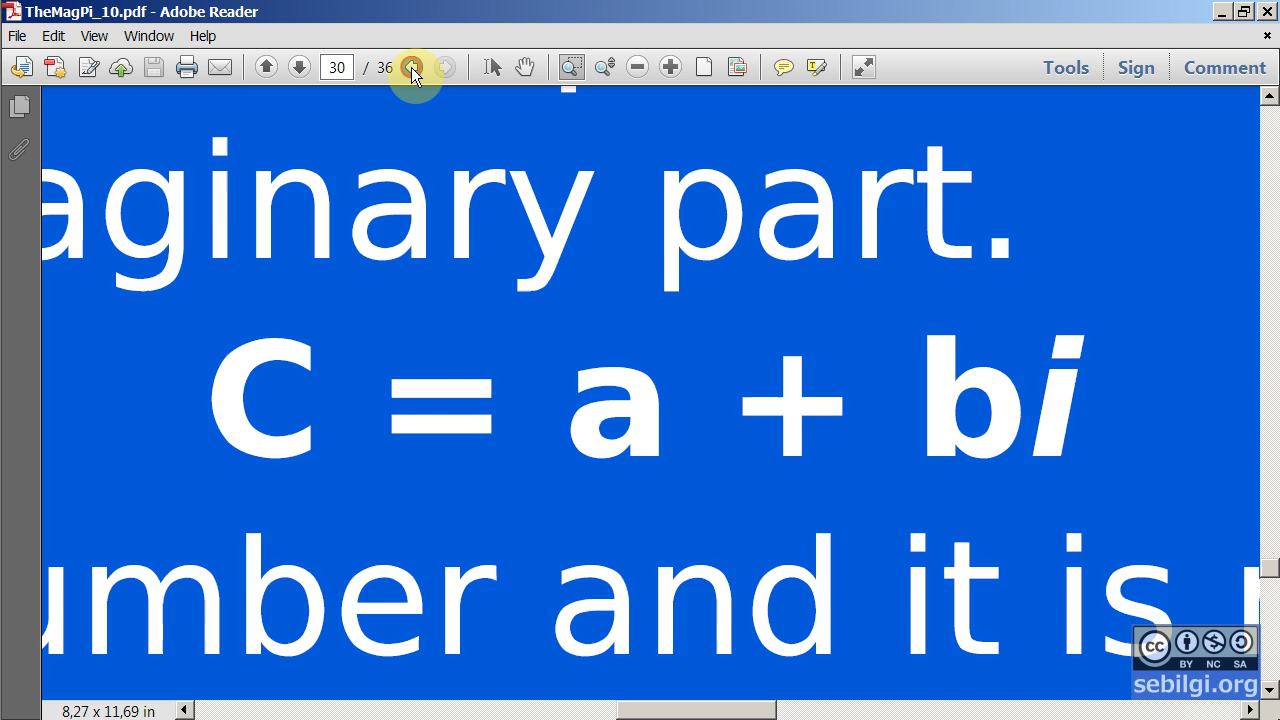 TheMagPi_10.pdf - Adobe Reader
File Edit View Window Help
30 / 36
Tools Sign Comment
aginary part.
C = a + bi
umber and it is
cc BY NC SA
sebilgi.org
8,27 x 11,69 in